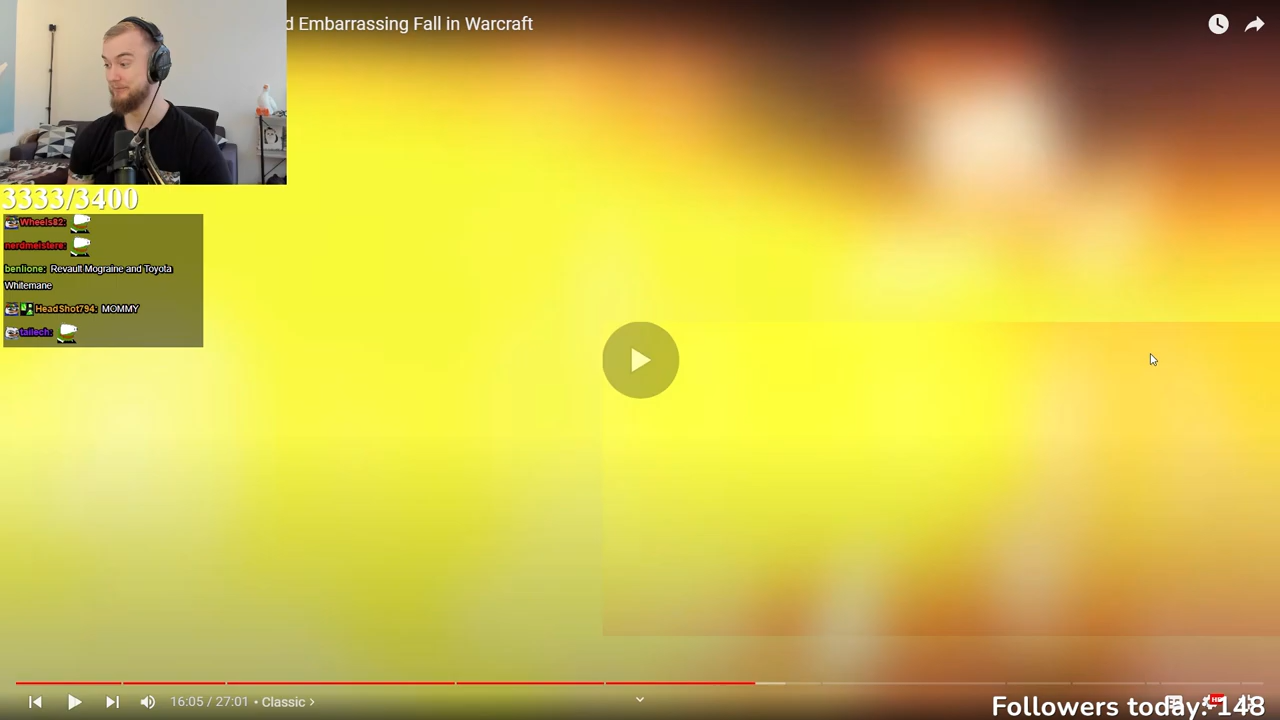 d Embarrassing Fall in Warcraft
3333/3400
Wheels82:
nerdmeistere:
benlione: Revault Mograine and Toyota
Whitemane
HeadShot794: MOMMY
tailech:
16:05 / 27:01 • Classic >
Followers today: 148